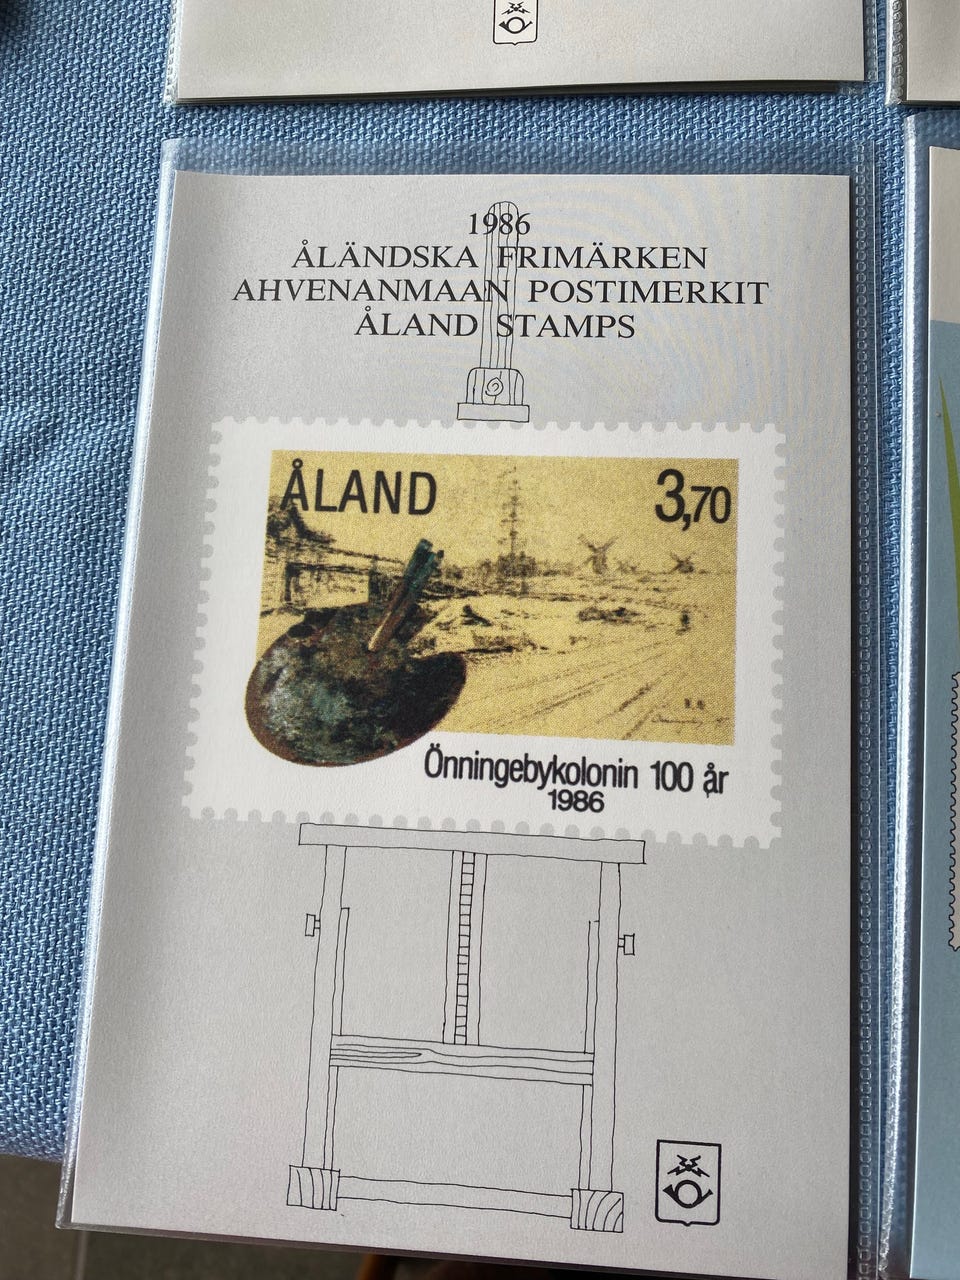 1986
ÅLÄNDSKA FRIMÄRKEN
AHVENANMAAN POSTIMERKIT
ÅLAND STAMPS
ÅLAND 3,70
Önningebykolonin 100 år
1986